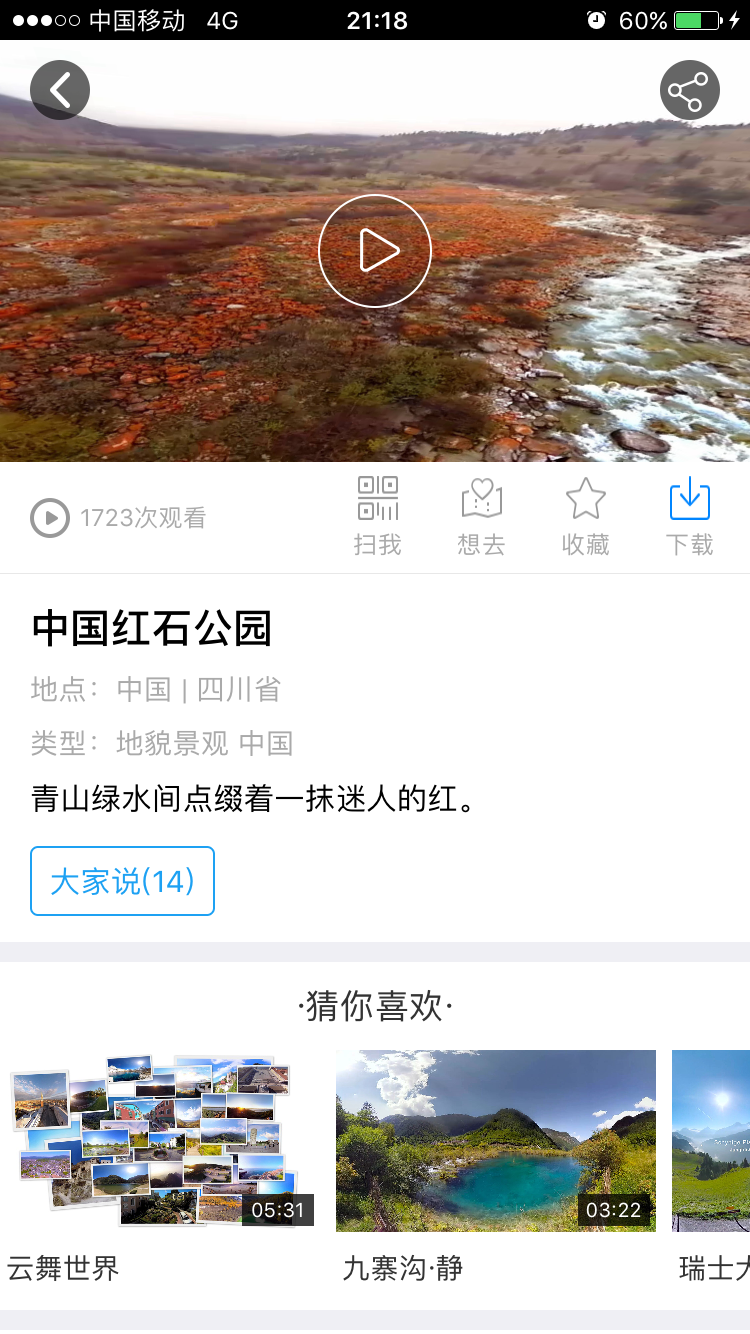 中国移动 4G 21:18 60%
1723次观看
扫我 想去 收藏 下载
中国红石公园
地点：中国 | 四川省
类型：地貌景观 中国
青山绿水间点缀着一抹迷人的红。
大家说(14)
·猜你喜欢·
05:31 03:22
云舞世界 九寨沟·静 瑞士